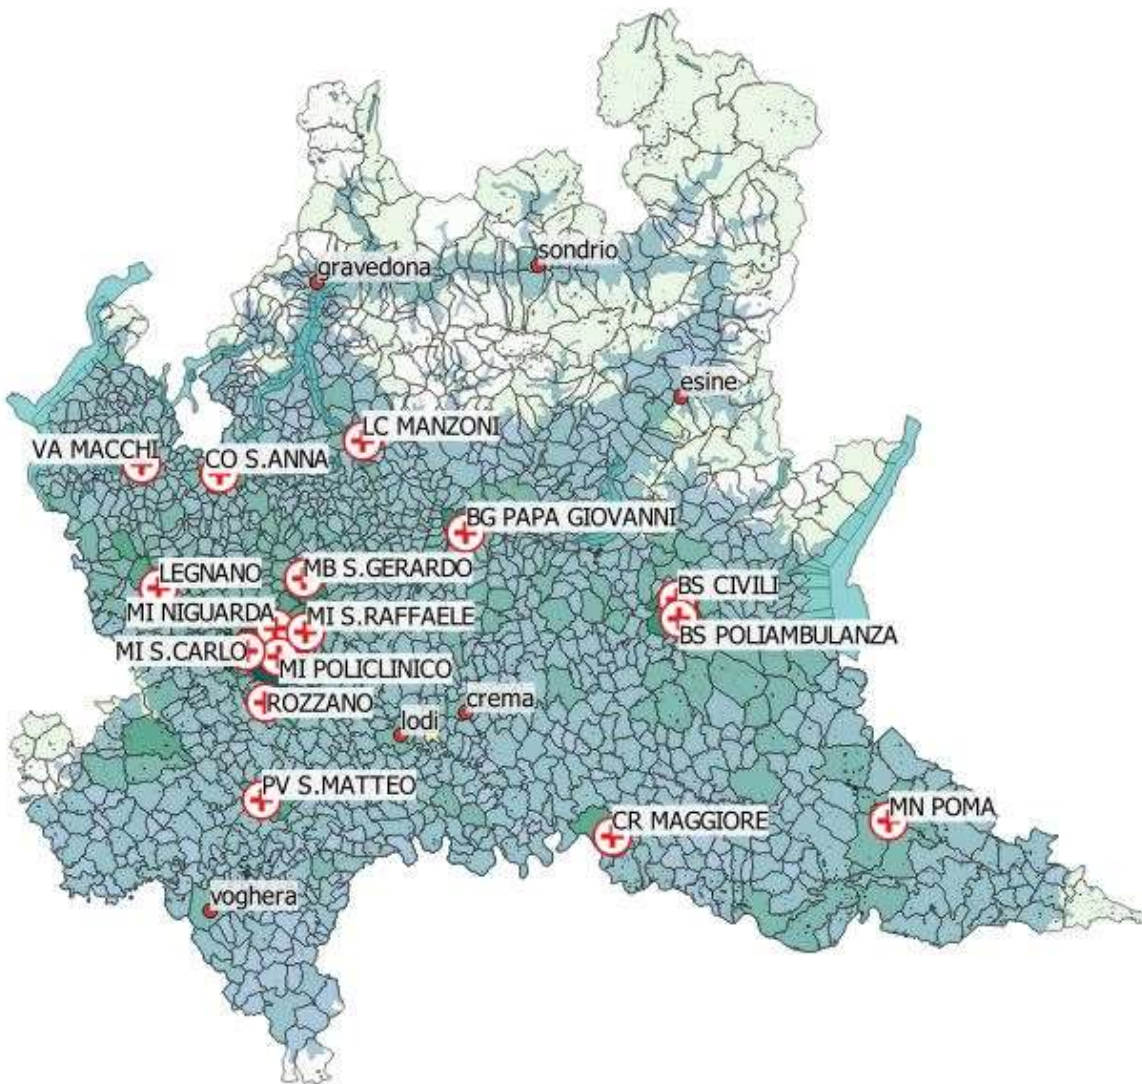 sondrio
gravedona
esine
LC MANZONI
VA MACCHI
CO S.ANNA
BG PAPA GIOVANNI
MB S.GERARDO
LEGNANO
BS CIVILI
MI NIGUARDA
MI S.RAFFAELE
BS POLIAMBULANZA
MI S.CARLO
MI POLICLINICO
ROZZANO
crema
lodi
PV S.MATTEO
MN POMA
CR MAGGIORE
voghera